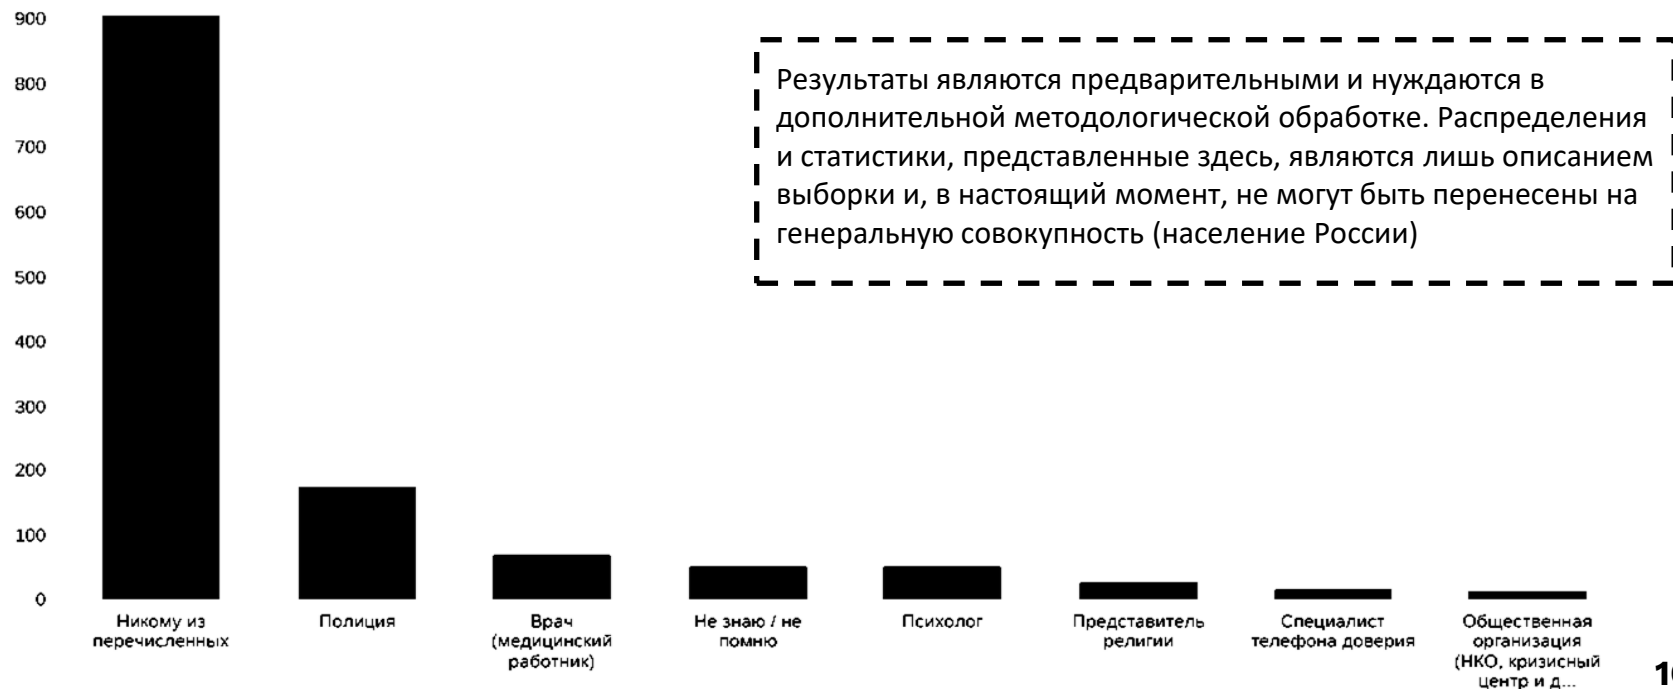 900
800
700
600
500
400
300
200
100
0
Результаты являются предварительными и нуждаются в
дополнительной методологической обработке. Распределения
и статистики, представленные здесь, являются лишь описанием
выборки и, в настоящий момент, не могут быть перенесены на
генеральную совокупность (население России)
Никому из
перечисленных
Полиция
Врач
(медицинский
работник)
Не знаю / не
помню
Психолог
Представитель
религии
Специалист
телефона доверия
Общественная
организация
(НКО, кризисный
центр и д...